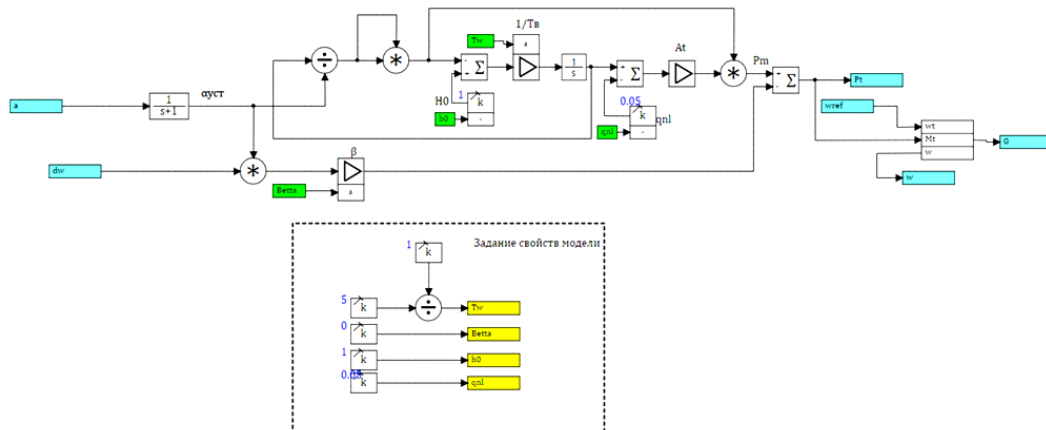 1/Tв
Tw
a
At
Pm
÷
*
- + Σ
1
s
+ - Σ
*
+ - Σ
Pt
a
1
s+1
αуст
H0
1
k
-
h0
0.05
k
-
qnl
qnl
wref
wt
Mt
w
G
w
dw
*
β
a
Betta
Задание свойств модели
1
k
5
k
÷
Tw
0
k
Betta
1
k
h0
k
qnl